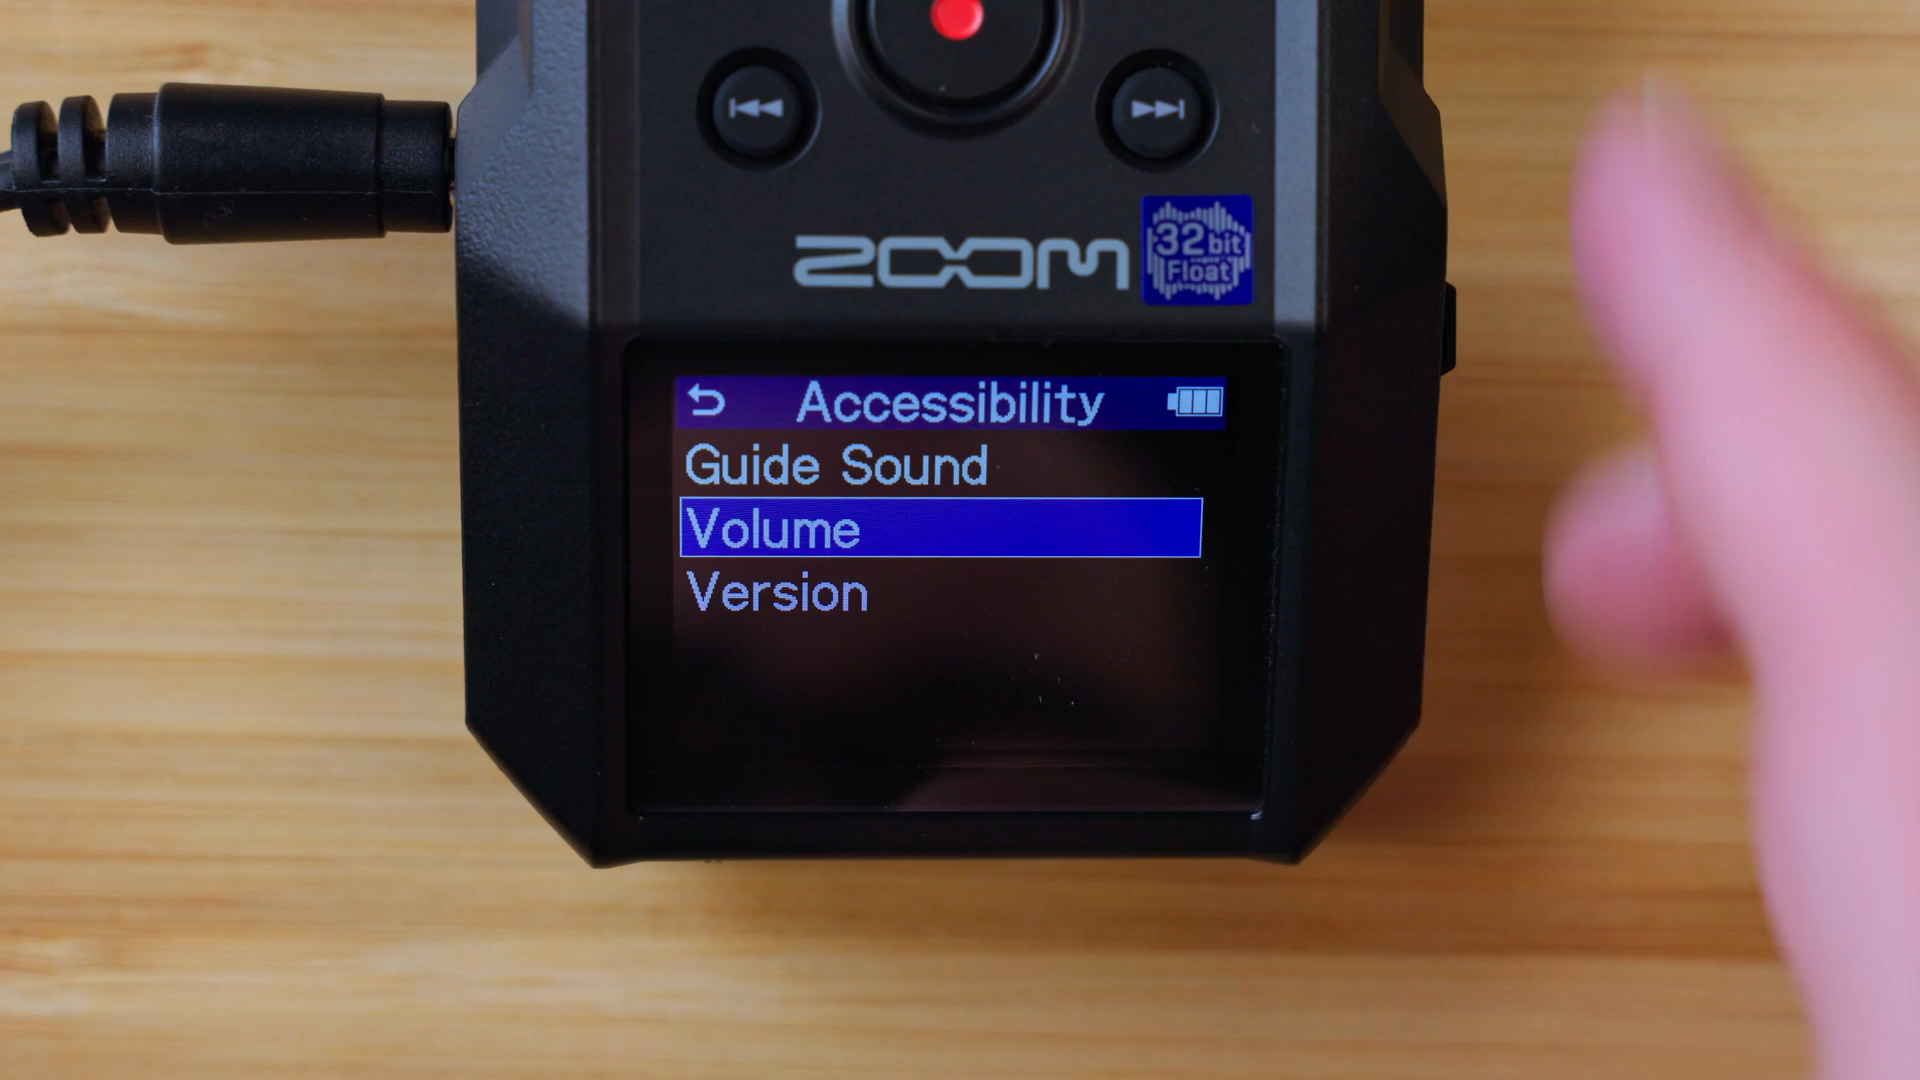 ZOOM
32bit
Float
Accessibility
Guide Sound
Volume
Version